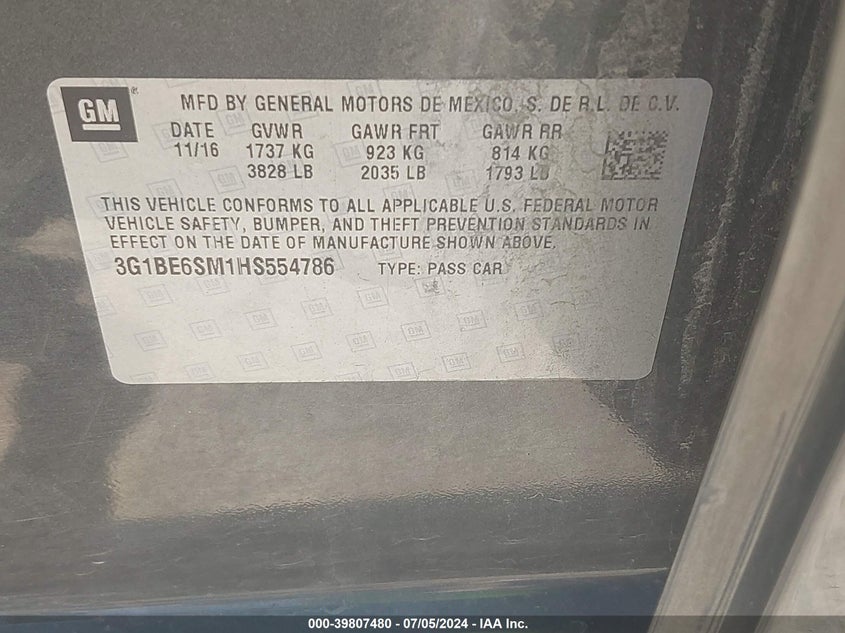 GM
MFD BY GENERAL MOTORS DE MEXICO, S. DE R.L. DE C.V.
DATE GVWR GAWR FRT GAWR RR
11/16 1737 KG 923 KG 814 KG
3828 LB 2035 LB 1793 LB
THIS VEHICLE CONFORMS TO ALL APPLICABLE U.S. FEDERAL MOTOR
VEHICLE SAFETY, BUMPER, AND THEFT PREVENTION STANDARDS IN
EFFECT ON THE DATE OF MANUFACTURE SHOWN ABOVE.
3G1BE6SM1HS554786 TYPE: PASS CAR
000-39807480 - 07/05/2024 - IAA Inc.